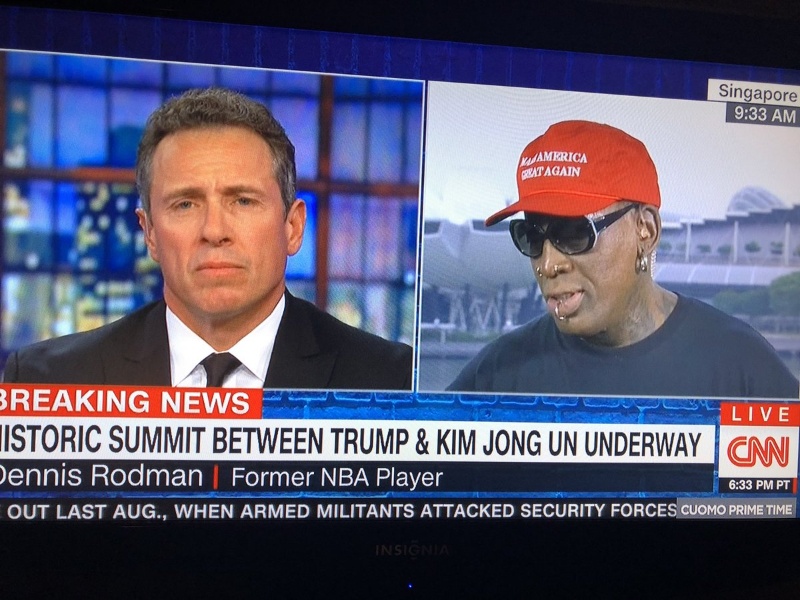 Singapore
9:33 AM
AMERICA
GREAT AGAIN
BREAKING NEWS
HISTORIC SUMMIT BETWEEN TRUMP & KIM JONG UN UNDERWAY
Dennis Rodman | Former NBA Player
LIVE
CNN
6:33 PM PT
OUT LAST AUG., WHEN ARMED MILITANTS ATTACKED SECURITY FORCES
CUOMO PRIME TIME
INSIGNIA